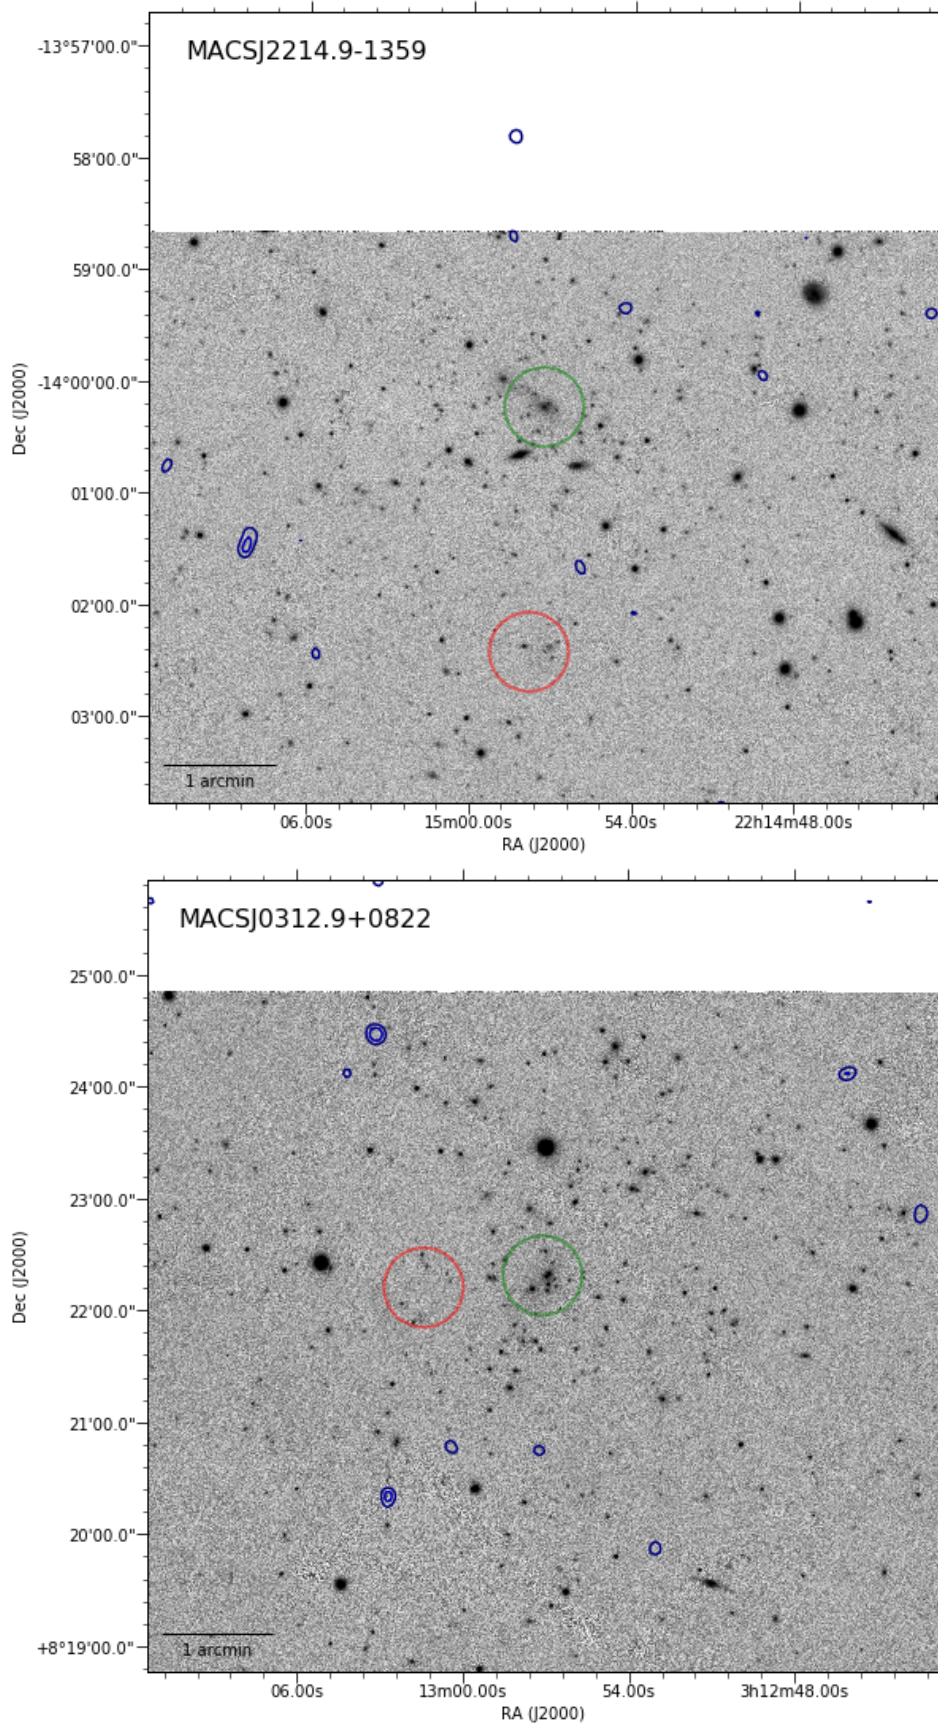 MACSJ2214.9-1359
-13°57'00.0"
58'00.0"
59'00.0"
-14°00'00.0"
01'00.0"
02'00.0"
03'00.0"
Dec (J2000)
1 arcmin
06.00s 15m00.00s 54.00s 22h14m48.00s
RA (J2000)
MACSJ0312.9+0822
25'00.0"
24'00.0"
23'00.0"
22'00.0"
21'00.0"
20'00.0"
+8°19'00.0"
Dec (J2000)
1 arcmin
06.00s 13m00.00s 54.00s 3h12m48.00s
RA (J2000)